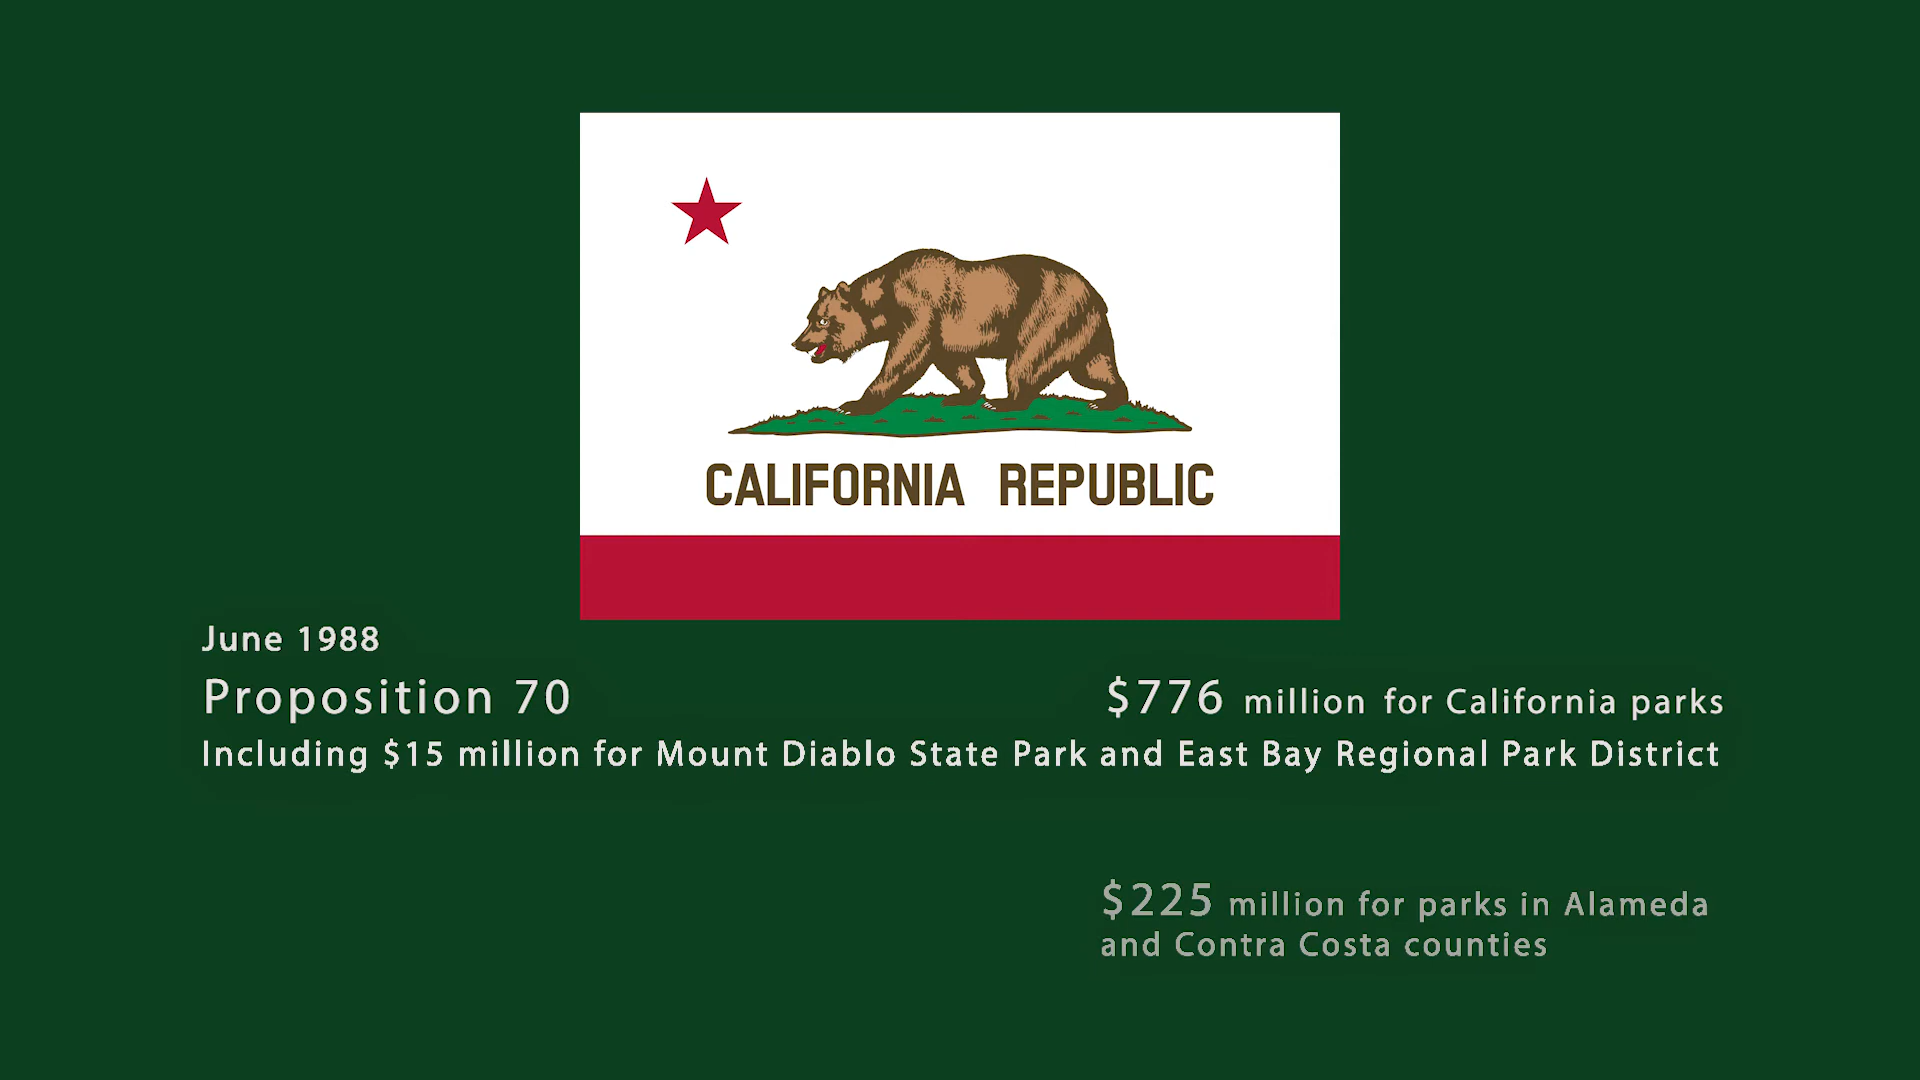 CALIFORNIA REPUBLIC
June 1988
Proposition 70 $776 million for California parks
Including $15 million for Mount Diablo State Park and East Bay Regional Park District
$225 million for parks in Alameda
and Contra Costa counties